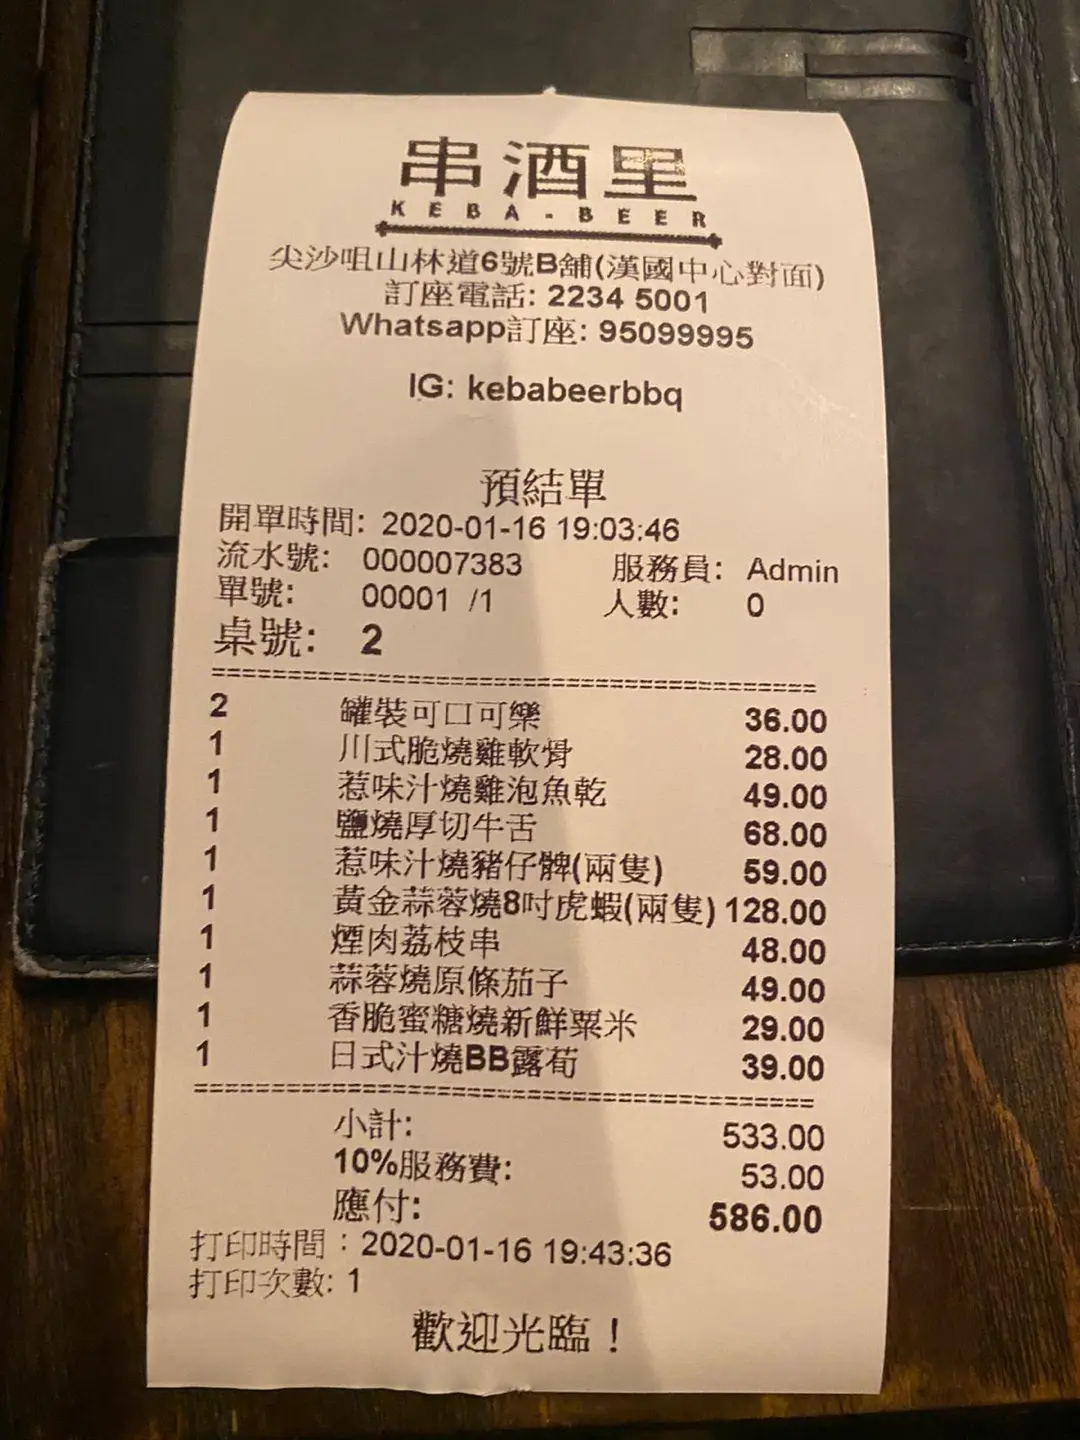 串酒里
KEBA-BEER
尖沙咀山林道6號B舖(漢國中心對面)
訂座電話: 2234 5001
Whatsapp訂座: 95099995
IG: kebabeerbbq
預結單
開單時間: 2020-01-16 19:03:46
流水號: 000007383 服務員: Admin
單號: 00001 /1 人數: 0
桌號: 2
2 罐裝可口可樂 36.00
1 川式脆燒雞軟骨 28.00
1 惹味汁燒雞泡魚乾 49.00
1 鹽燒厚切牛舌 68.00
1 惹味汁燒豬仔髀(兩隻) 59.00
1 黃金蒜蓉燒8吋虎蝦(兩隻) 128.00
1 煙肉荔枝串 48.00
1 蒜蓉燒原條茄子 49.00
1 香脆蜜糖燒新鮮粟米 29.00
1 日式汁燒BB露荀 39.00
小計: 533.00
10%服務費: 53.00
應付: 586.00
打印時間：2020-01-16 19:43:36
打印次數: 1
歡迎光臨！